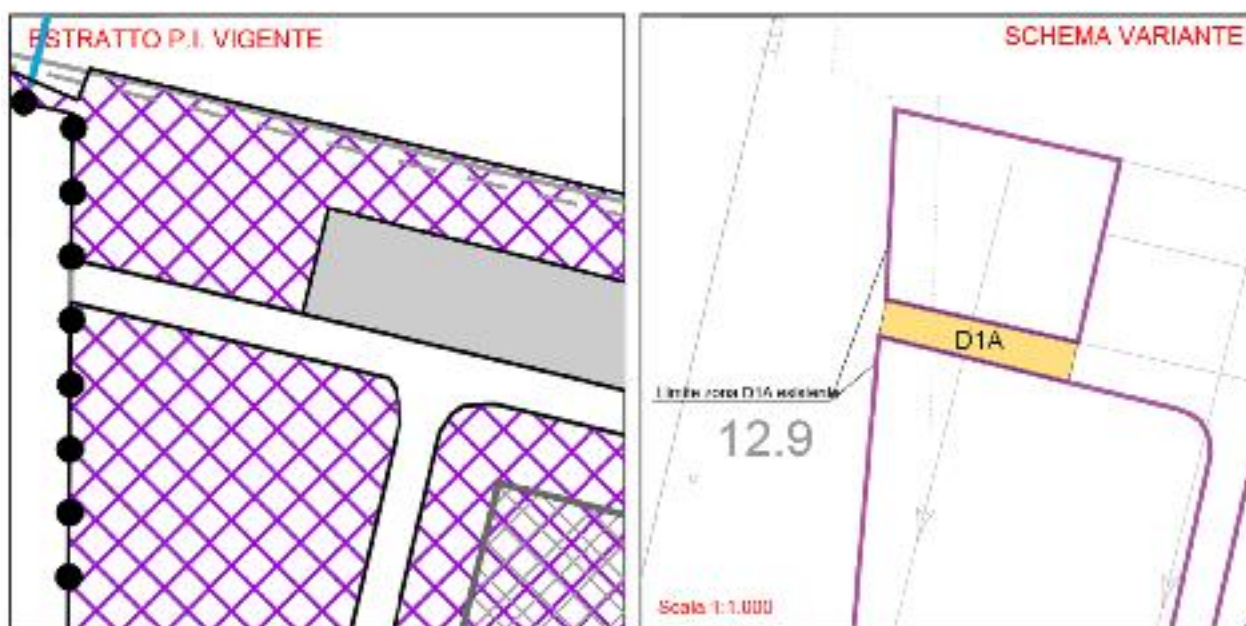 ESTRATTO P.I. VIGENTE
SCHEMA VARIANTE
D1A
Limite zona D1A esistente
12.9
Scala 1:1.000